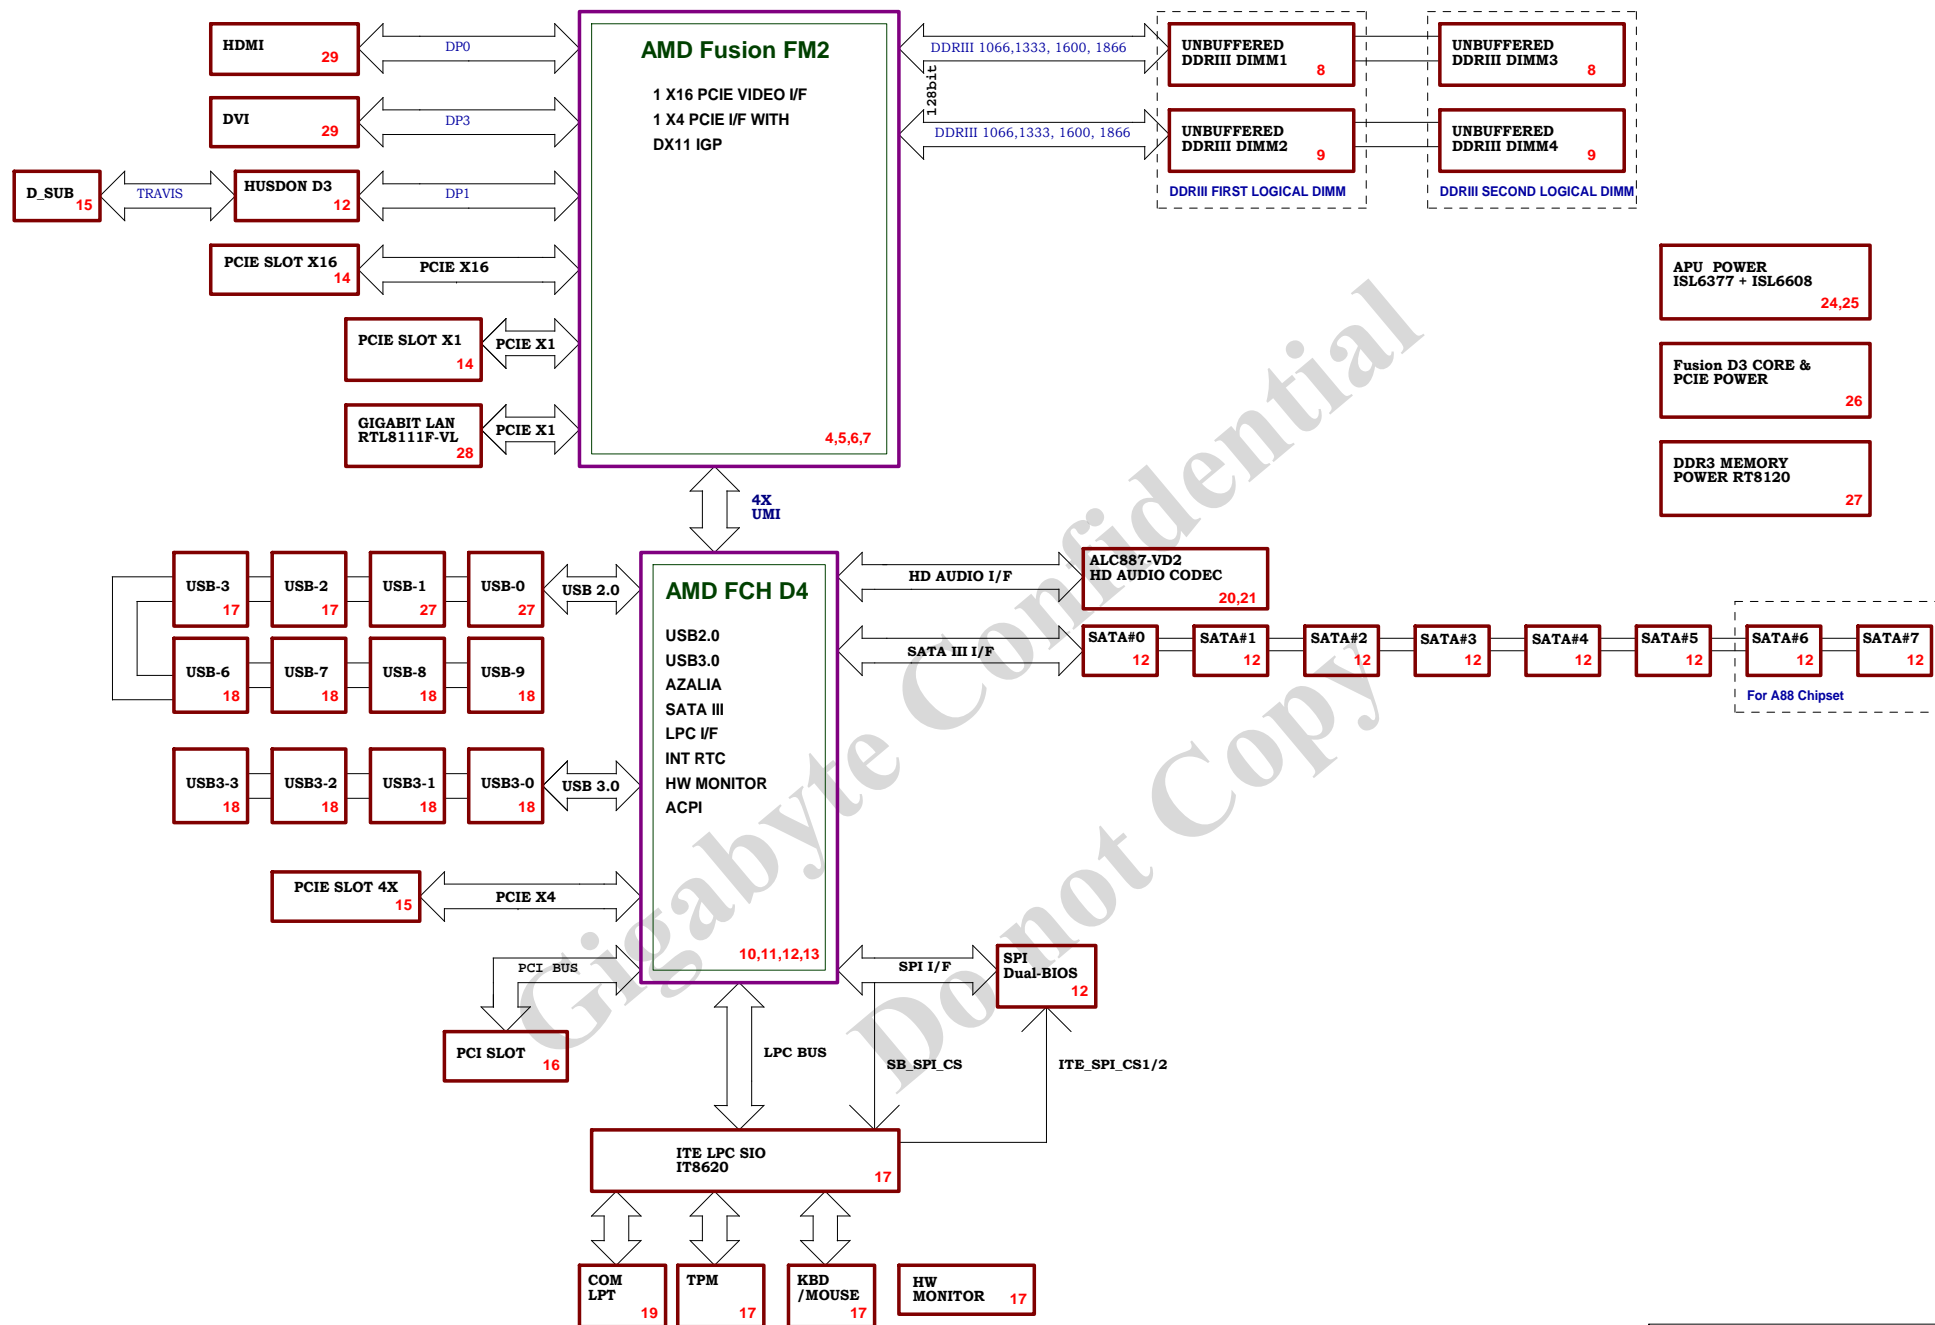 HDMI
29
DP0
DVI
29
DP3
D_SUB
15
TRAVIS
HUSDON D3
12
DP1
PCIE SLOT X16
14
PCIE X16
PCIE SLOT X1
14
PCIE X1
GIGABIT LAN
RTL8111F-VL
28
PCIE X1
AMD Fusion FM2
1 X16 PCIE VIDEO I/F
1 X4 PCIE I/F WITH
DX11 IGP
4,5,6,7
DDRIII 1066,1333, 1600, 1866
128bit
DDRIII 1066,1333, 1600, 1866
UNBUFFERED
DDRIII DIMM1
8
UNBUFFERED
DDRIII DIMM2
9
DDRIII FIRST LOGICAL DIMM
UNBUFFERED
DDRIII DIMM3
8
UNBUFFERED
DDRIII DIMM4
9
DDRIII SECOND LOGICAL DIMM
APU POWER
ISL6377 + ISL6608
24,25
Fusion D3 CORE &
PCIE POWER
26
DDR3 MEMORY
POWER RT8120
27
4X
UMI
USB-3
17
USB-2
17
USB-1
27
USB-0
27
USB 2.0
USB-6
18
USB-7
18
USB-8
18
USB-9
18
USB3-3
18
USB3-2
18
USB3-1
18
USB3-0
18
USB 3.0
PCIE SLOT 4X
15
PCIE X4
PCI BUS
PCI SLOT
16
AMD FCH D4
USB2.0
USB3.0
AZALIA
SATA III
LPC I/F
INT RTC
HW MONITOR
ACPI
10,11,12,13
HD AUDIO I/F
ALC887-VD2
HD AUDIO CODEC
20,21
SATA III I/F
SATA#0
12
SATA#1
12
SATA#2
12
SATA#3
12
SATA#4
12
SATA#5
12
SATA#6
12
SATA#7
12
For A88 Chipset
SPI I/F
SPI
Dual-BIOS
12
LPC BUS
SB_SPI_CS
ITE_SPI_CS1/2
ITE LPC SIO
IT8620
17
COM
LPT
19
TPM
17
KBD
/MOUSE
17
HW
MONITOR
17
Gigabyte Confidential
Do not Copy